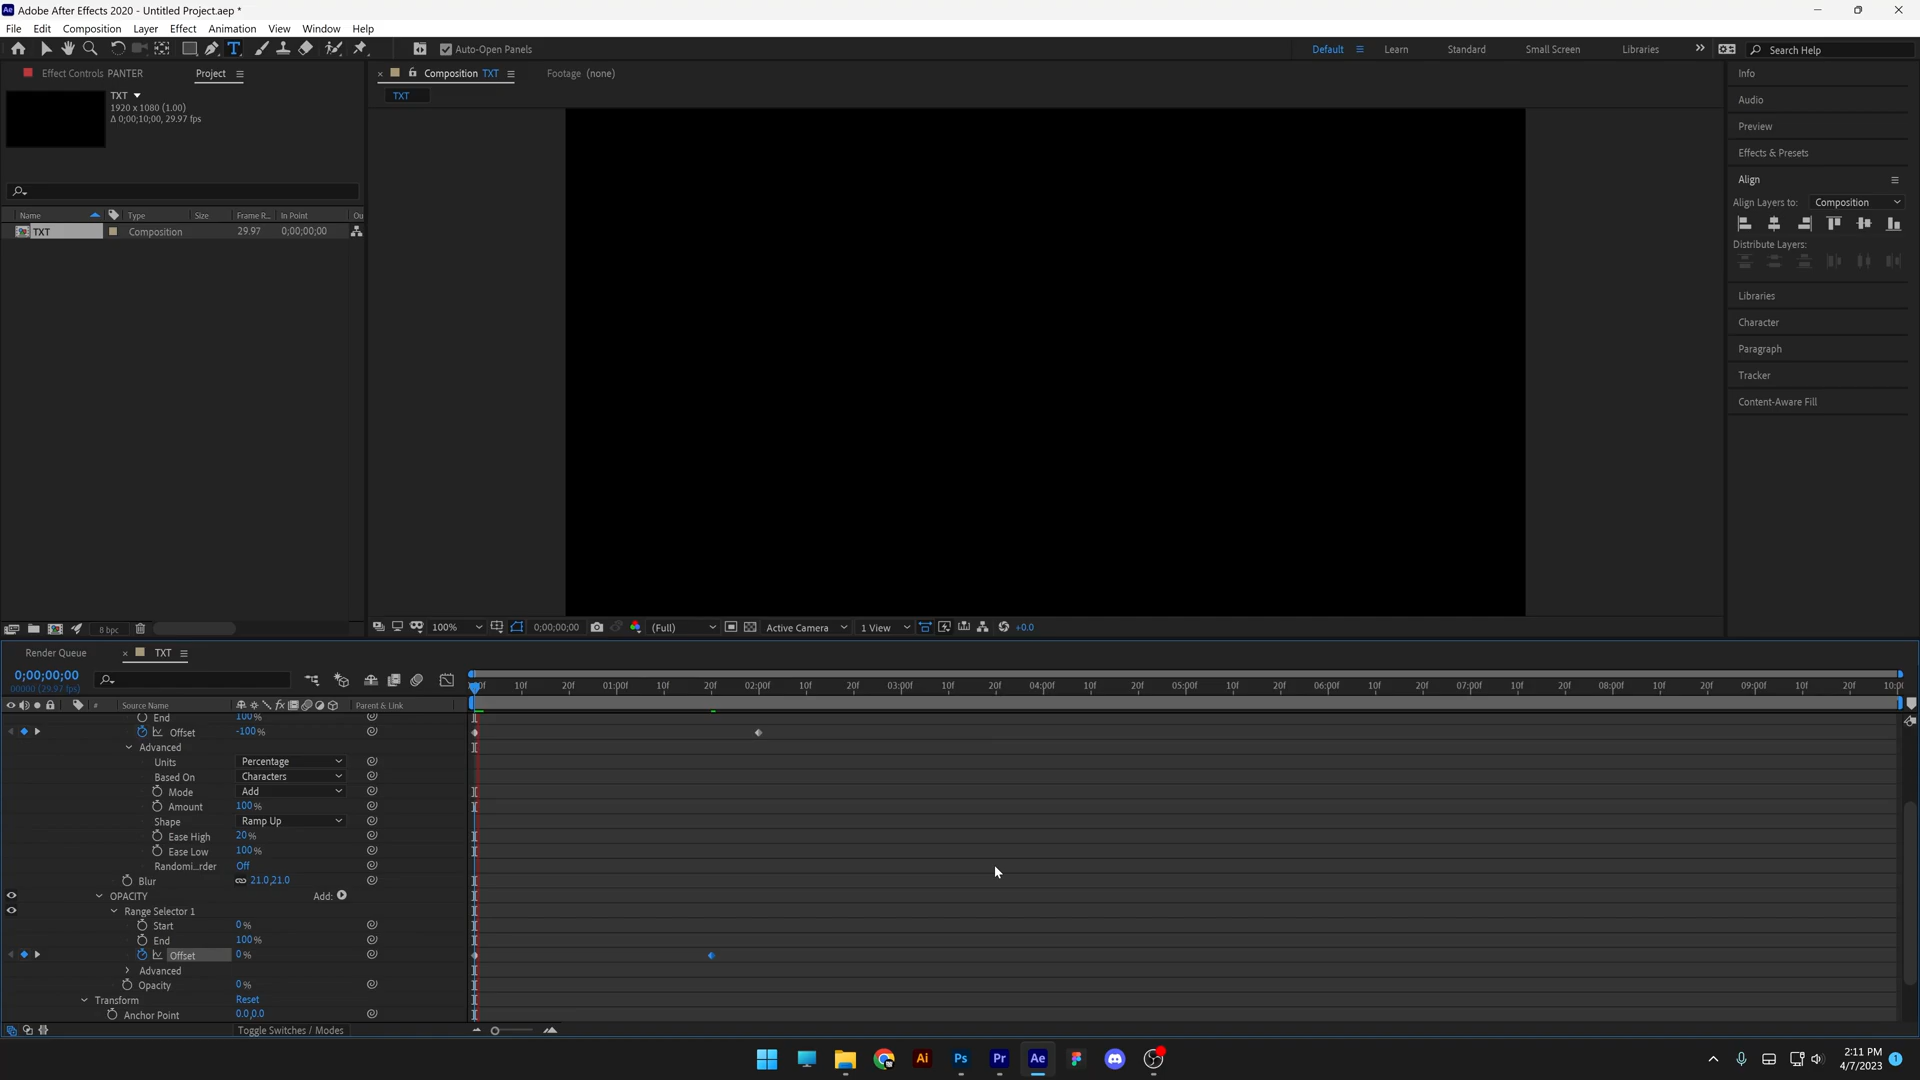 Adobe After Effects 2020 - Untitled Project.aep *
File Edit Composition Layer Effect Animation View Window Help
Auto-Open Panels Default Learn Standard Small Screen Libraries Search Help
Effect Controls PANTER Project Composition TXT Footage (none) Info
TXT
TXT
1920 x 1080 (1.00)
Δ 0;00;10;00, 29.97 fps
Audio
Preview
Effects & Presets
Align
Align Layers to: Composition
Distribute Layers:
Libraries
Character
Paragraph
Tracker
Content-Aware Fill
Name Type Size Frame R... In Point Ou
TXT Composition 29.97 0;00;00;00
8 bpc 100% 0;00;00;00 (Full) Active Camera 1 View +0.0
Render Queue TXT
0;00;00;00
00000 (29.97 fps)
10f 20f 01:00f 10f 20f 02:00f 10f 20f 03:00f 10f 20f 04:00f 10f 20f 05:00f 10f 20f 06:00f 10f 20f 07:00f 10f 20f 08:00f 10f 20f 09:00f 10f 20f
# Source Name Parent & Link
End 100%
Offset -100%
Advanced
Units Percentage
Based On Characters
Mode Add
Amount 100%
Shape Ramp Up
Ease High 20%
Ease Low 100%
Randomi...rder Off
Blur 21.0,21.0
OPACITY Add:
Range Selector 1
Start 0%
End 100%
Offset 0%
Advanced
Opacity 0%
Transform Reset
Anchor Point 0.0,0.0
Toggle Switches / Modes
Ai Ps Pr Ae
2:11 PM
4/7/2023
1